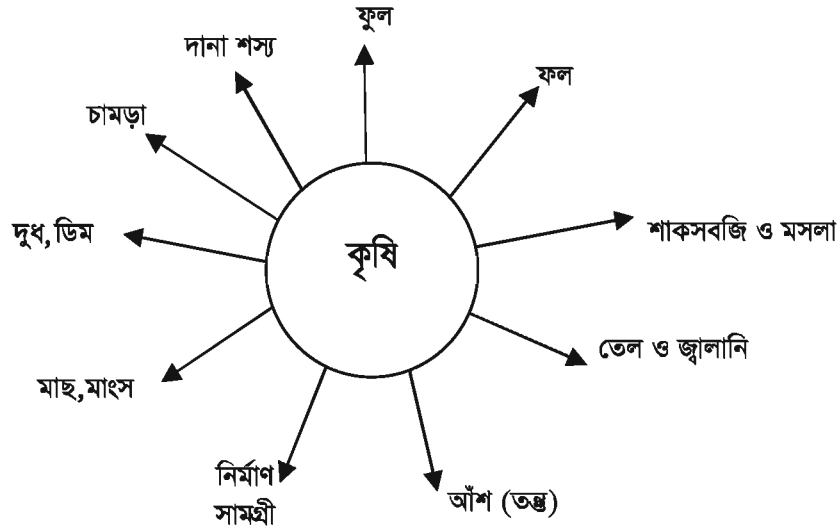 ফুল
দানা শস্য
ফল
চামড়া
দুধ,ডিম
শাকসবজি ও মসলা
কৃষি
তেল ও জ্বালানি
মাছ,মাংস
নির্মাণ
সামগ্রী
আঁশ (তন্তু)